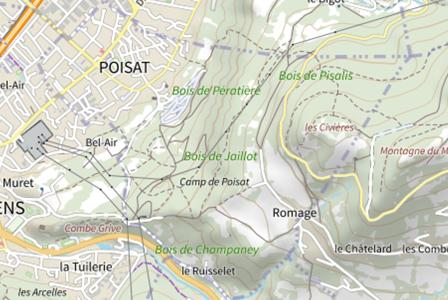 le Bigot
POISAT
Bois de Pisalis
el-Air
Bois de Peratière
les Civières
Bel-Air
Montagne du M
Bois de Jaillot
Muret
Camp de Poisat
ENS
Romage
Combe Grive
Bois de Champaney
le Châtelard
les Comb
la Tuilerie
le Ruisselet
les Arcelles